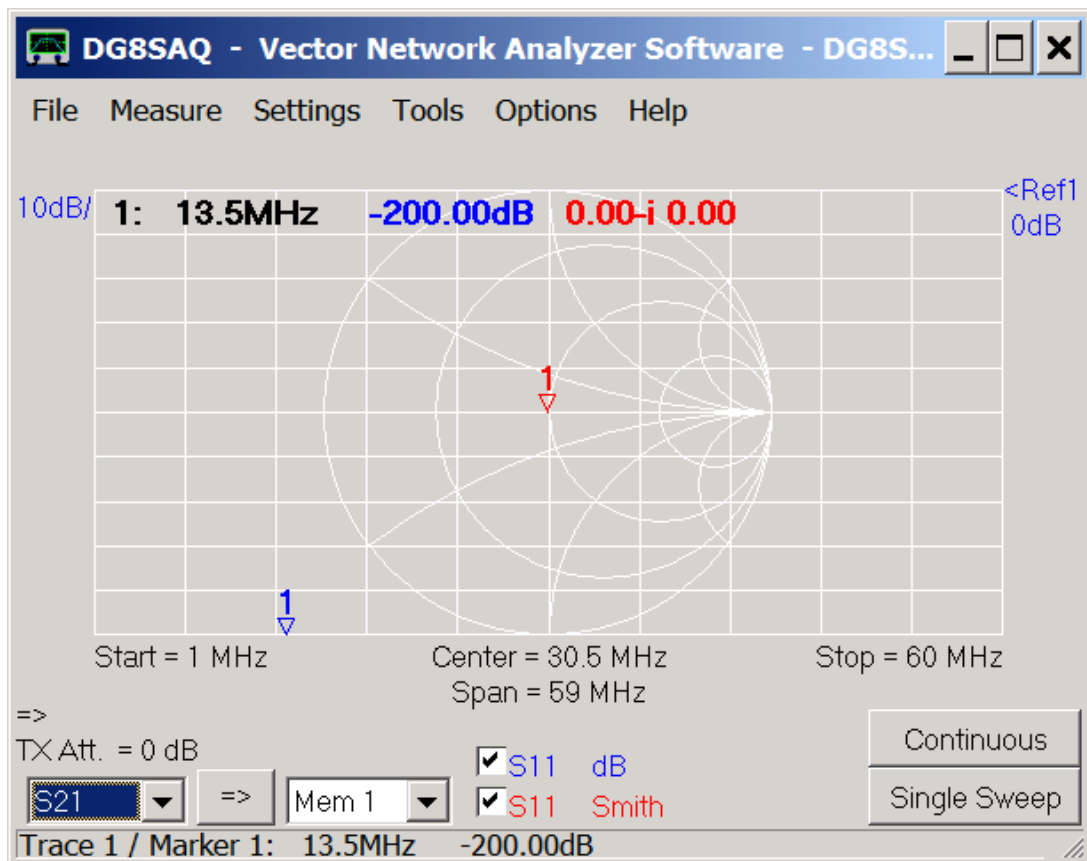 DG8SAQ - Vector Network Analyzer Software - DG8S...
File Measure Settings Tools Options Help
10dB/ 1: 13.5MHz -200.00dB 0.00-i 0.00 <Ref1
0dB
1
1
Start = 1 MHz Center = 30.5 MHz Stop = 60 MHz
Span = 59 MHz
=>
TX Att. = 0 dB
S11 dB Continuous
S21 => Mem 1 S11 Smith Single Sweep
Trace 1 / Marker 1: 13.5MHz -200.00dB